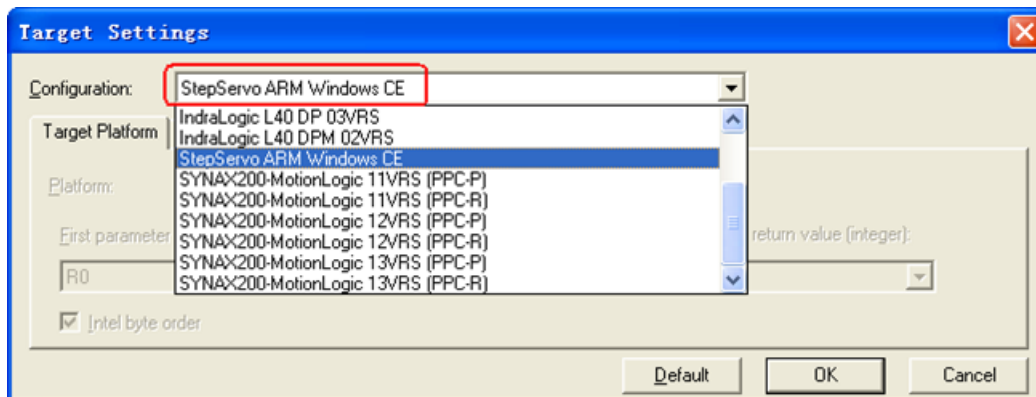 Target Settings
Configuration: StepServo ARM Windows CE
IndraLogic L40 DP 03VRS
Target Platform IndraLogic L40 DPM 02VRS
StepServo ARM Windows CE
Platform: SYNAX200-MotionLogic 11VRS (PPC-P)
SYNAX200-MotionLogic 11VRS (PPC-R)
SYNAX200-MotionLogic 12VRS (PPC-P)
First parameter SYNAX200-MotionLogic 12VRS (PPC-R) return value (integer):
SYNAX200-MotionLogic 13VRS (PPC-P)
R0 SYNAX200-MotionLogic 13VRS (PPC-R)
Intel byte order
Default OK Cancel